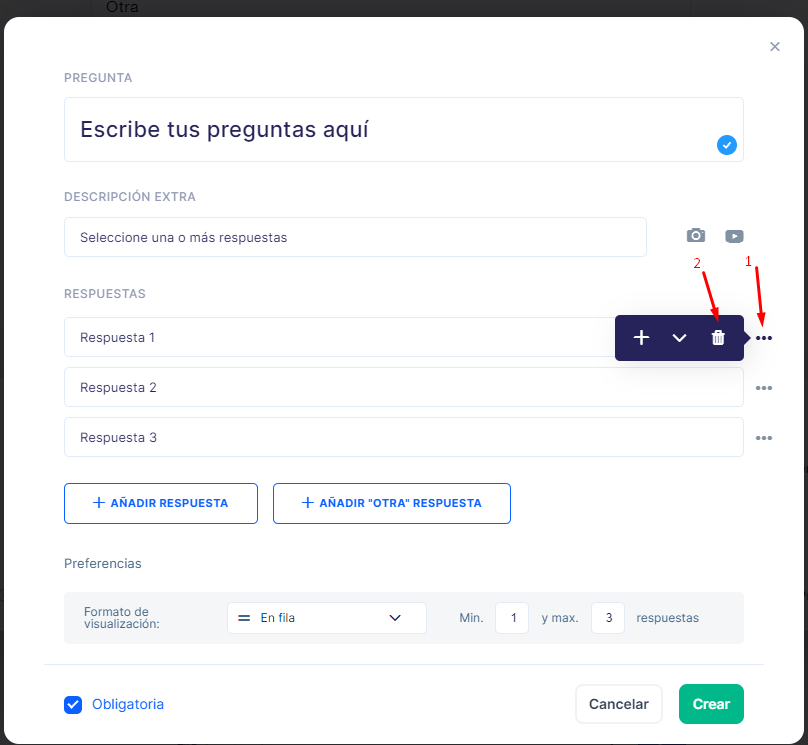 Otra
PREGUNTA
Escribe tus preguntas aquí
DESCRIPCIÓN EXTRA
Seleccione una o más respuestas
2
1
RESPUESTAS
Respuesta 1
Respuesta 2
Respuesta 3
AÑADIR RESPUESTA
AÑADIR "OTRA" RESPUESTA
Preferencias
Formato de
visualización:
En fila
Min. 1 y max. 3 respuestas
Obligatoria
Cancelar
Crear